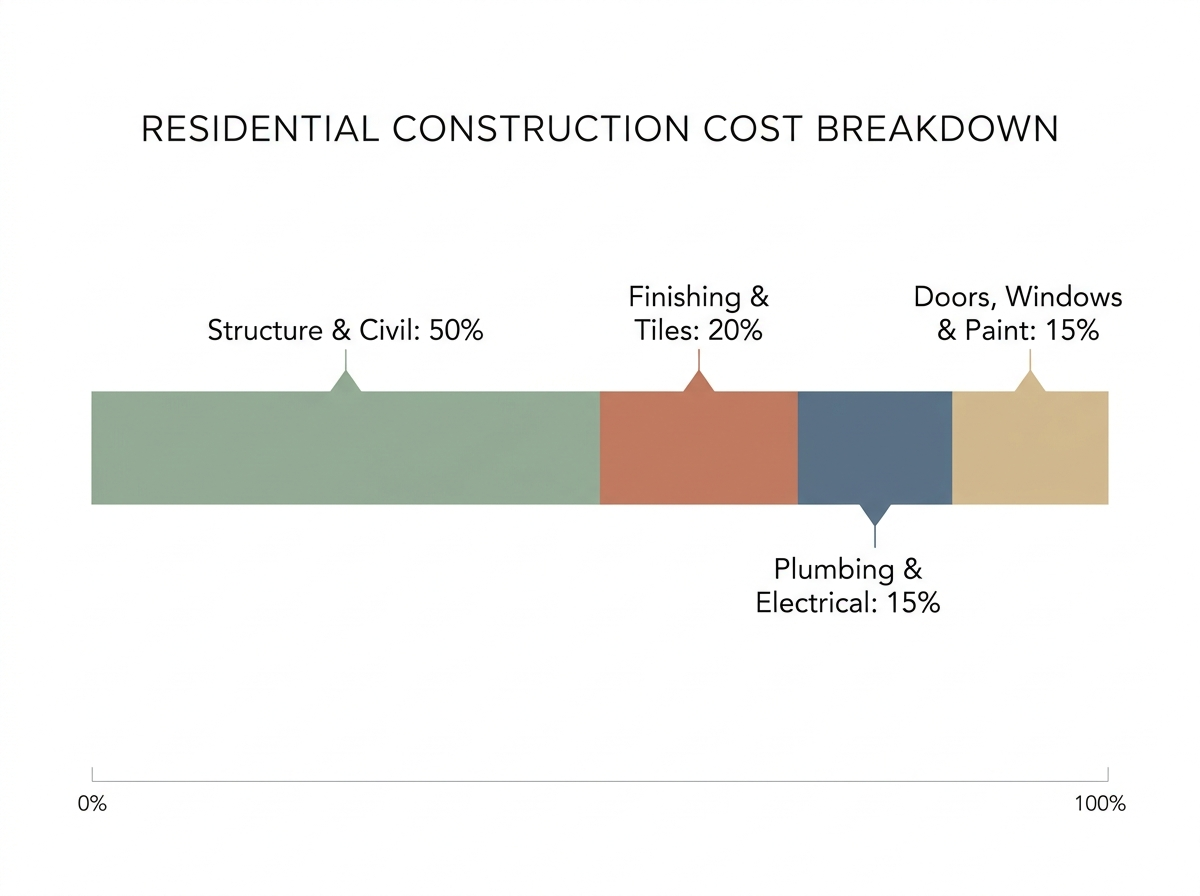 RESIDENTIAL CONSTRUCTION COST BREAKDOWN
Structure & Civil: 50%
Finishing &
Tiles: 20%
Doors, Windows
& Paint: 15%
Plumbing &
Electrical: 15%
0%
100%